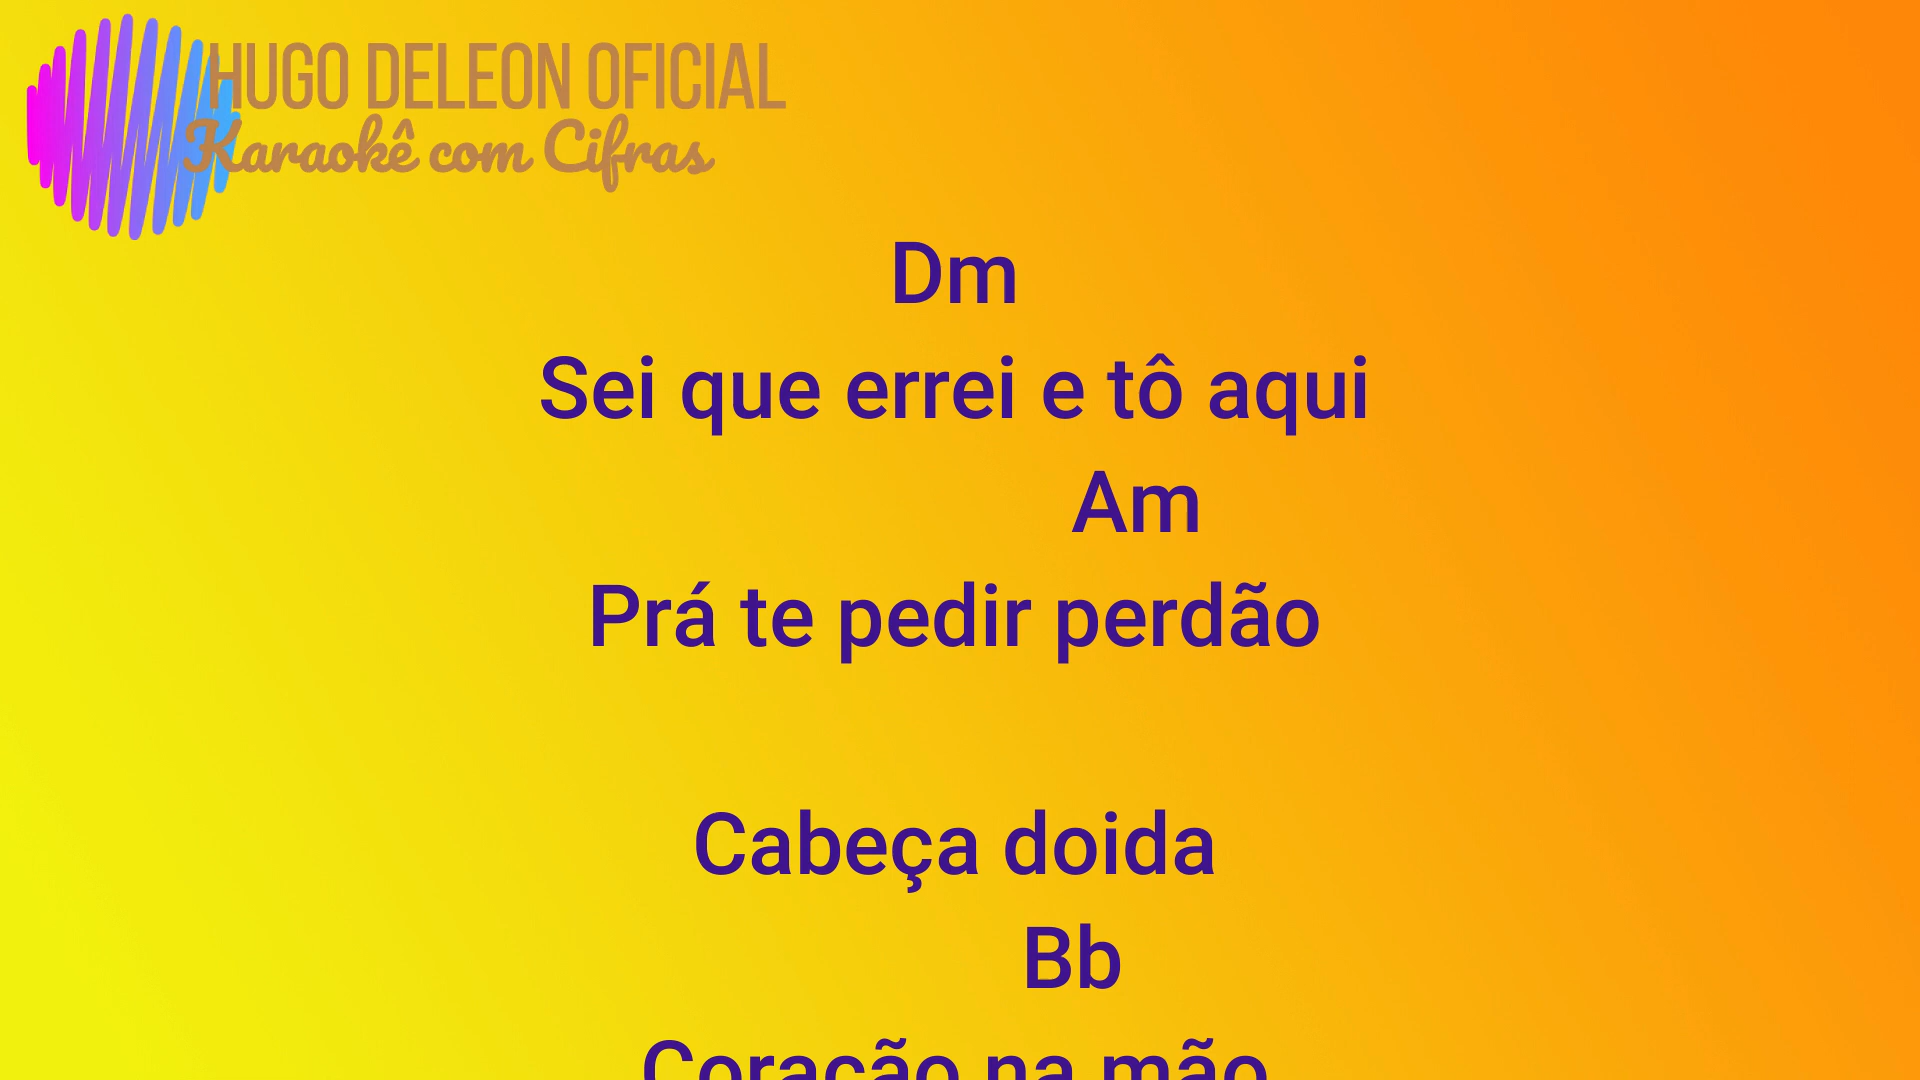 HUGO DELEON OFICIAL
Karaokê com Cifras
Dm
Sei que errei e tô aqui
Am
Prá te pedir perdão
Cabeça doida
Bb
Coração na mão